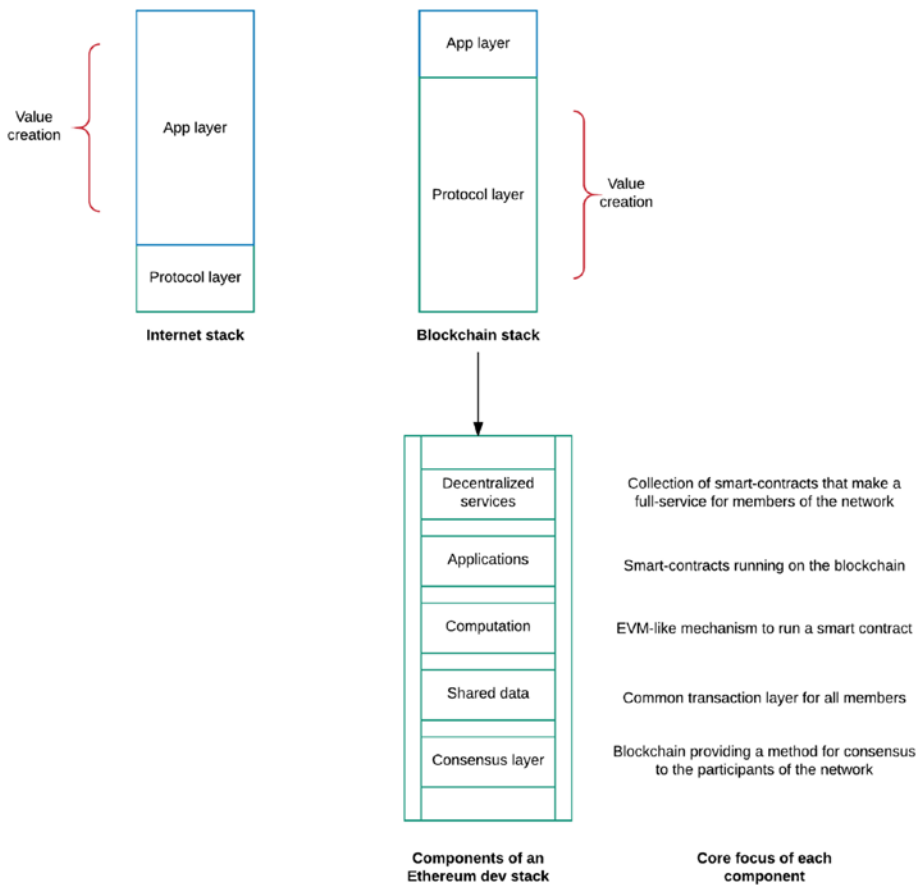 App layer
Value
creation
App layer
Protocol layer
Value
creation
Protocol layer
Internet stack
Blockchain stack
Decentralized
services
Collection of smart-contracts that make a
full-service for members of the network
Applications
Smart-contracts running on the blockchain
Computation
EVM-like mechanism to run a smart contract
Shared data
Common transaction layer for all members
Consensus layer
Blockchain providing a method for consensus
to the participants of the network
Components of an
Ethereum dev stack
Core focus of each
component